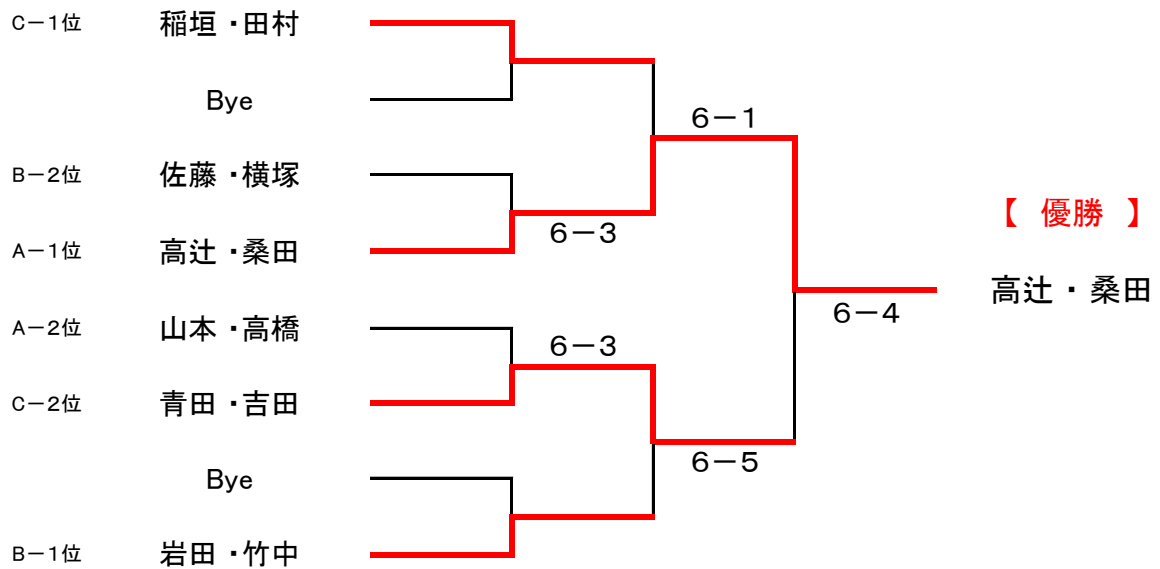 C－1位 稲垣・田村
Bye
6－1
B－2位 佐藤・横塚
【 優勝 】
6－3
A－1位 高辻・桑田
高辻・桑田
6－4
A－2位 山本・高橋
6－3
C－2位 青田・吉田
6－5
Bye
B－1位 岩田・竹中